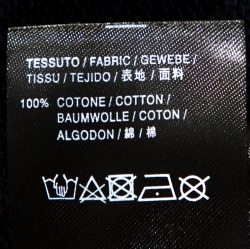 TESSUTO / FABRIC / GEWEBE /
TISSU / TEJIDO / 表地 / 面料
100% COTONE / COTTON /
BAUMWOLLE / COTON /
ALGODON / 綿 / 棉